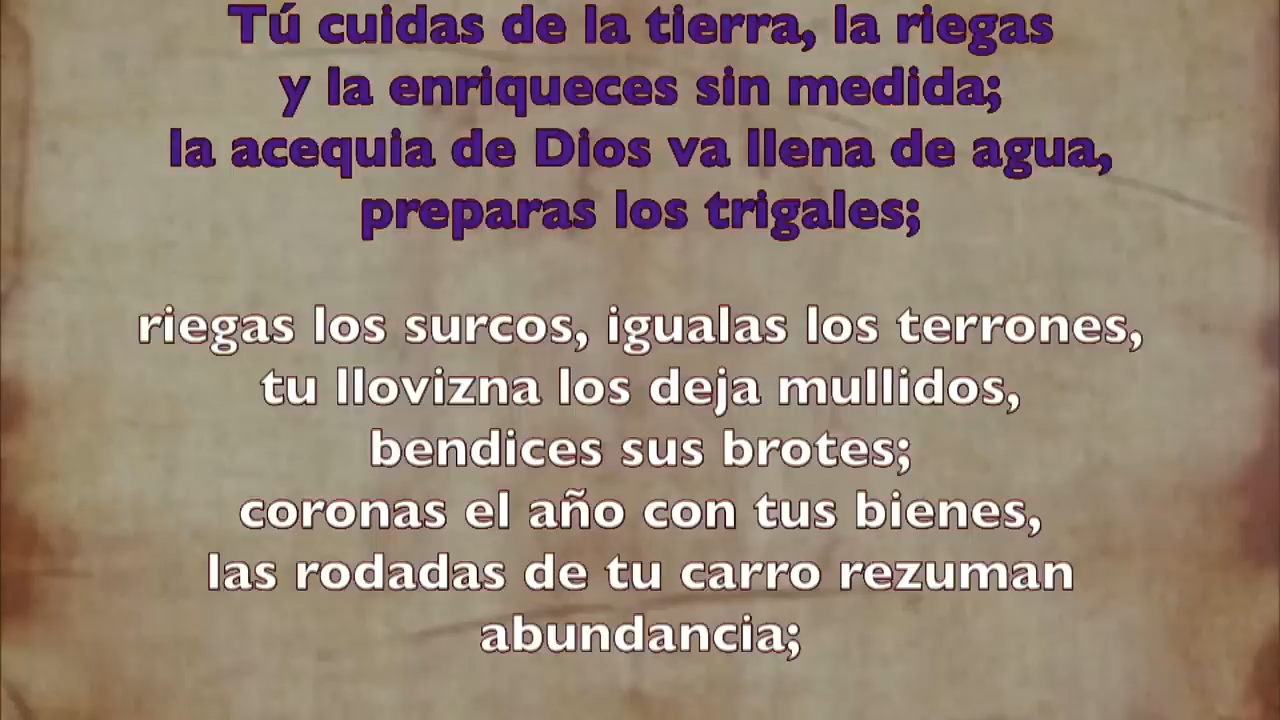 Tú cuidas de la tierra, la riegas
y la enriqueces sin medida;
la acequia de Dios va llena de agua,
preparas los trigales;
riegas los surcos, igualas los terrones,
tu llovizna los deja mullidos,
bendices sus brotes;
coronas el año con tus bienes,
las rodadas de tu carro rezuman
abundancia;